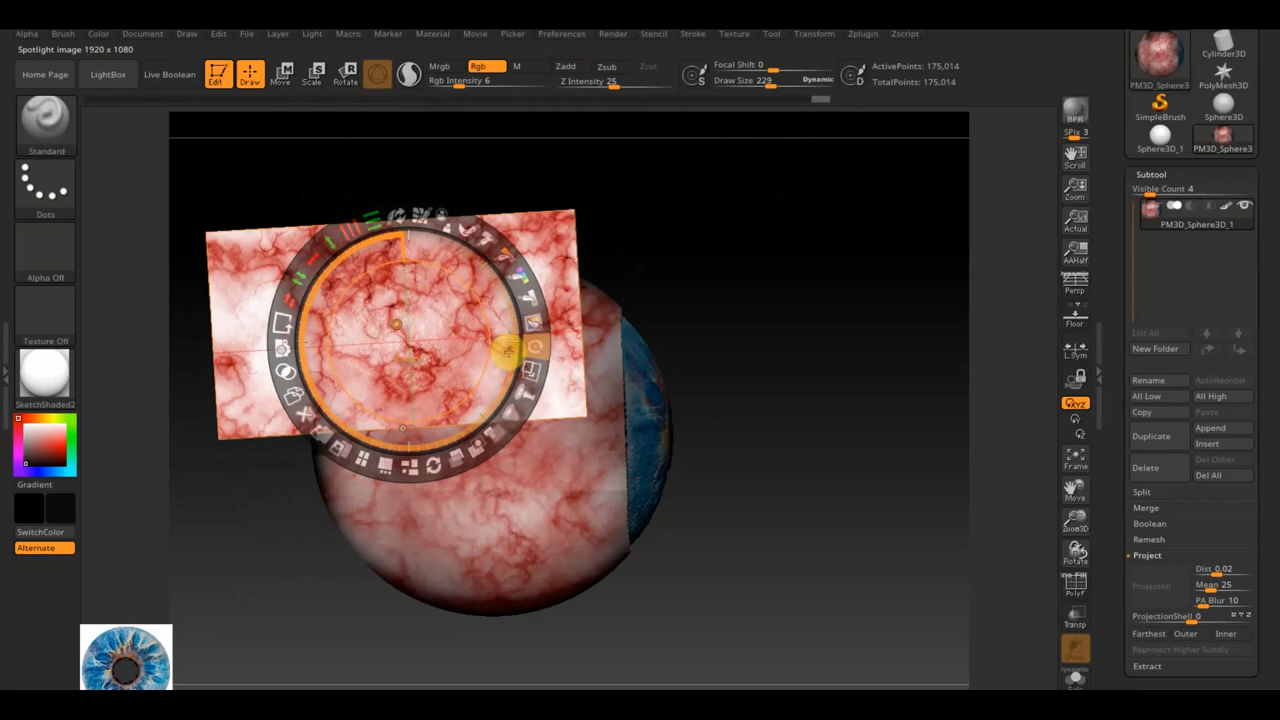 Alpha Brush Color Document Draw Edit File Layer Light Macro Marker Material Movie Picker Preferences Render Stencil Stroke Texture Tool Transform Zplugin Zscript
Spotlight image 1920 x 1080
Home Page LightBox Live Boolean Edit Draw Move Scale Rotate
Mrgb Rgb M Zadd Zsub Zcut
Rgb Intensity 6 Z Intensity 25
Focal Shift 0
Draw Size 229 Dynamic
S D
ActivePoints: 175,014
TotalPoints: 175,014
Standard
Dots
Alpha Off
Texture Off
SketchShaded2
Gradient
SwitchColor
Alternate
BPR
SPix 3
Scroll
Zoom
Actual
AAHalf
Persp
Floor
L.Sym
XYZ
Frame
Move
Zoom3D
Rotate
PolyF
Transp
PM3D_Sphere3
Cylinder3D
PolyMesh3D
SimpleBrush Sphere3D
Sphere3D_1 PM3D_Sphere3
Subtool
Visible Count 4
PM3D_Sphere3D_1
List All
New Folder
Rename AutoReorder
All Low All High
Copy Paste
Duplicate Append
Insert
Delete Del Other
Del All
Split
Merge
Boolean
Remesh
Project
ProjectAll Dist 0.02
Mean 25
PA Blur 10
ProjectionShell 0
Farthest Outer Inner
Reproject Higher Subdiv
Extract